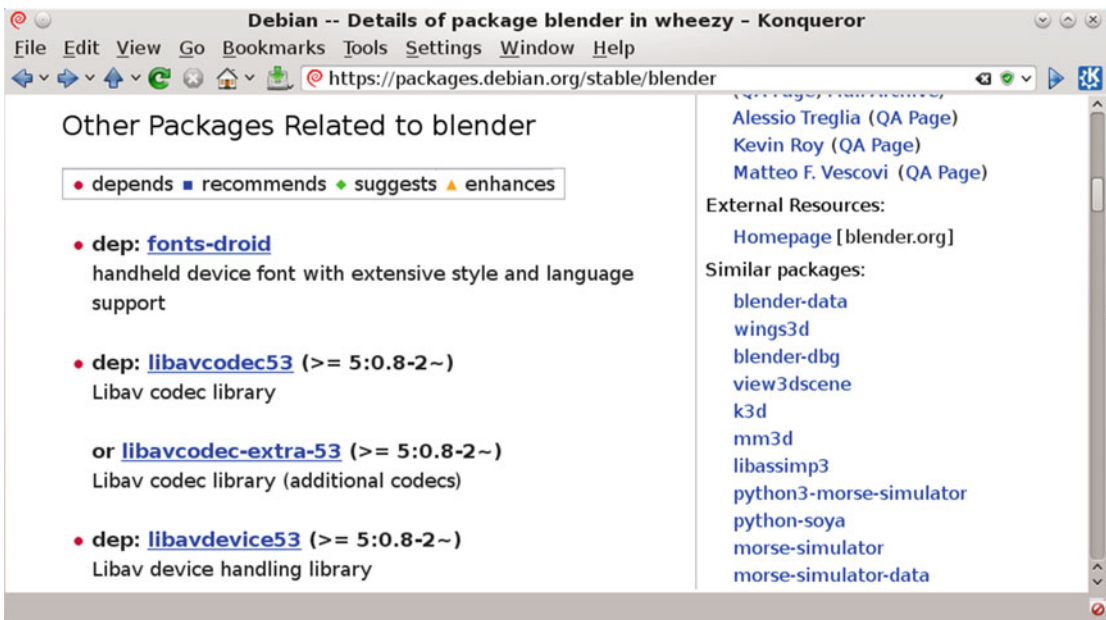 Debian -- Details of package blender in wheezy – Konqueror
File Edit View Go Bookmarks Tools Settings Window Help
https://packages.debian.org/stable/blender
Other Packages Related to blender
depends recommends suggests enhances
dep: fonts-droid
handheld device font with extensive style and language
support
dep: libavcodec53 (>= 5:0.8-2~)
Libav codec library
or libavcodec-extra-53 (>= 5:0.8-2~)
Libav codec library (additional codecs)
dep: libavdevice53 (>= 5:0.8-2~)
Libav device handling library
Alessio Treglia (QA Page)
Kevin Roy (QA Page)
Matteo F. Vescovi (QA Page)
External Resources:
Homepage [blender.org]
Similar packages:
blender-data
wings3d
blender-dbg
view3dscene
k3d
mm3d
libassimp3
python3-morse-simulator
python-soya
morse-simulator
morse-simulator-data